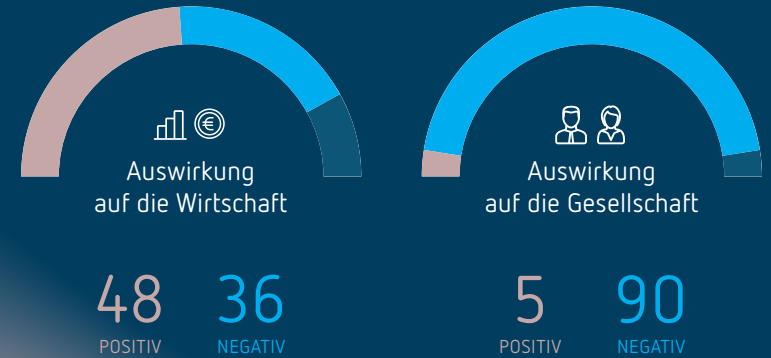 Auswirkung
auf die Wirtschaft
48 36
POSITIV NEGATIV
Auswirkung
auf die Gesellschaft
5 90
POSITIV NEGATIV